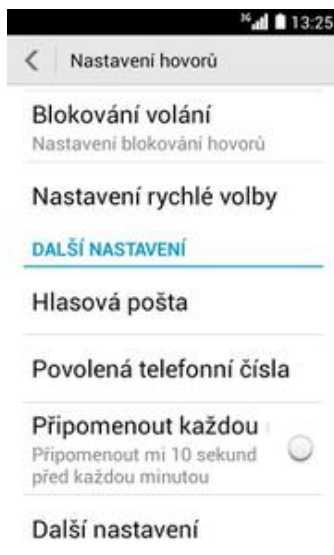 3G 13:25
Nastavení hovorů
Blokování volání
Nastavení blokování hovorů
Nastavení rychlé volby
DALŠÍ NASTAVENÍ
Hlasová pošta
Povolená telefonní čísla
Připomenout každou
Připomenout mi 10 sekund
před každou minutou
Další nastavení